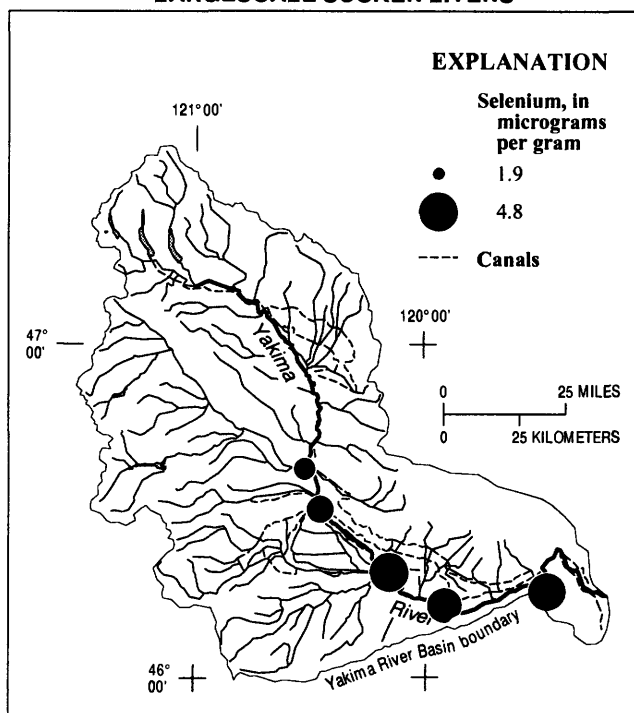 LARGESCALE SUCKER LIVERS
EXPLANATION
Selenium, in
micrograms
per gram
1.9
4.8
Canals
121° 00'
47°
00'
120° 00'
Yakima
0 25 MILES
0 25 KILOMETERS
River
Yakima River Basin boundary
46°
00'